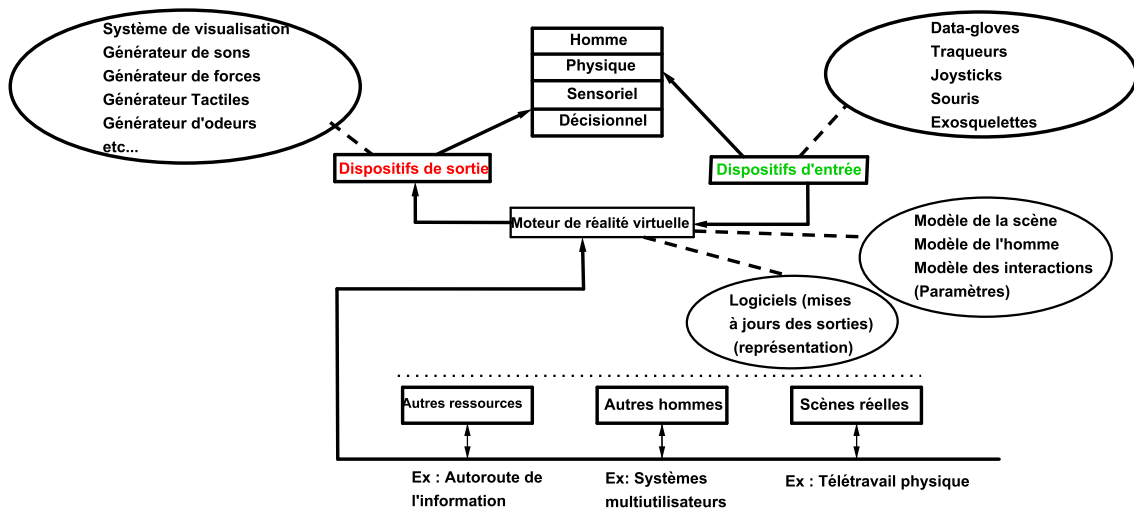 Système de visualisation
Générateur de sons
Générateur de forces
Générateur Tactiles
Générateur d'odeurs
etc...
Homme
Physique
Sensoriel
Décisionnel
Data-gloves
Traqueurs
Joysticks
Souris
Exosquelettes
Dispositifs de sortie
Dispositifs d'entrée
Moteur de réalité virtuelle
Modèle de la scène
Modèle de l'homme
Modèle des interactions
(Paramètres)
Logiciels (mises
à jours des sorties)
(représentation)
Autres ressources
Autres hommes
Scènes réelles
Ex : Autoroute de
l'information
Ex: Systèmes
multiutilisateurs
Ex : Télétravail physique